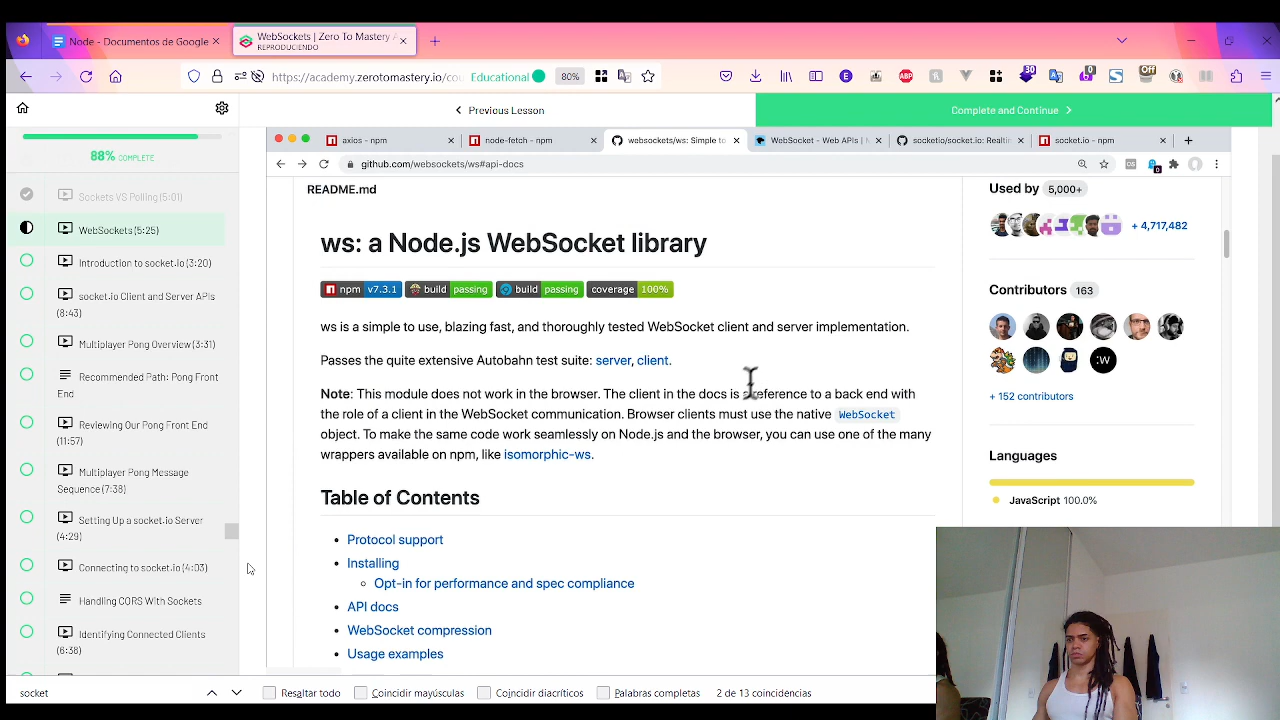 Node - Documentos de Google
WebSockets | Zero To Mastery A
REPRODUCIENDO
https://academy.zerotomastery.io/cou
Educational
80%
30
0
Off
Previous Lesson
Complete and Continue
88% COMPLETE
Sockets VS Polling (5:01)
WebSockets (5:25)
Introduction to socket.io (3:20)
socket.io Client and Server APIs
(8:43)
Multiplayer Pong Overview (3:31)
Recommended Path: Pong Front
End
Reviewing Our Pong Front End
(11:57)
Multiplayer Pong Message
Sequence (7:38)
Setting Up a socket.io Server
(4:29)
Connecting to socket.io (4:03)
Handling CORS With Sockets
Identifying Connected Clients
(6:38)
axios - npm
node-fetch - npm
websockets/ws: Simple to
WebSocket - Web APIs | M
socketio/socket.io: Realti
socket.io - npm
github.com/websockets/ws#api-docs
README.md
ws: a Node.js WebSocket library
npm v7.3.1 build passing build passing coverage 100%
ws is a simple to use, blazing fast, and thoroughly tested WebSocket client and server implementation.
Passes the quite extensive Autobahn test suite: server, client.
Note: This module does not work in the browser. The client in the docs is a reference to a back end with
the role of a client in the WebSocket communication. Browser clients must use the native WebSocket
object. To make the same code work seamlessly on Node.js and the browser, you can use one of the many
wrappers available on npm, like isomorphic-ws.
Table of Contents
Protocol support
Installing
Opt-in for performance and spec compliance
API docs
WebSocket compression
Usage examples
Used by 5,000+
+ 4,717,482
Contributors 163
+ 152 contributors
Languages
JavaScript 100.0%
socket
Resaltar todo
Coincidir mayúsculas
Coincidir diacríticos
Palabras completas
2 de 13 coincidencias